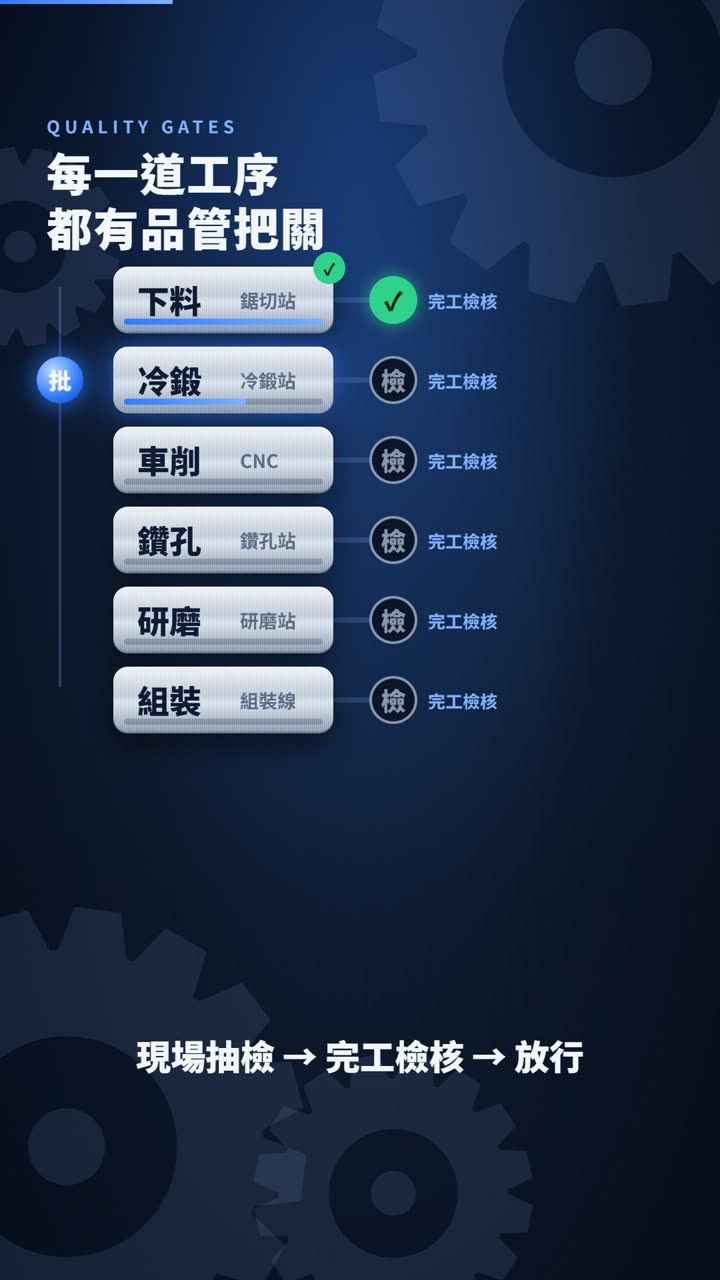 QUALITY GATES
每一道工序
都有品管把關
下料 鋸切站 ✓ ✓ 完工檢核
批 冷鍛 冷鍛站 檢 完工檢核
車削 CNC 檢 完工檢核
鑽孔 鑽孔站 檢 完工檢核
研磨 研磨站 檢 完工檢核
組裝 組裝線 檢 完工檢核
現場抽檢 → 完工檢核 → 放行